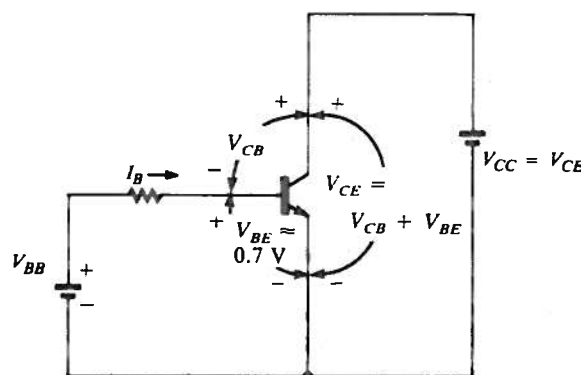 + +
V_CB
I_B → −
V_CE =
V_CC = V_CE
+ V_BE ≈
0.7 V
V_CB + V_BE
V_BB +
−
− −